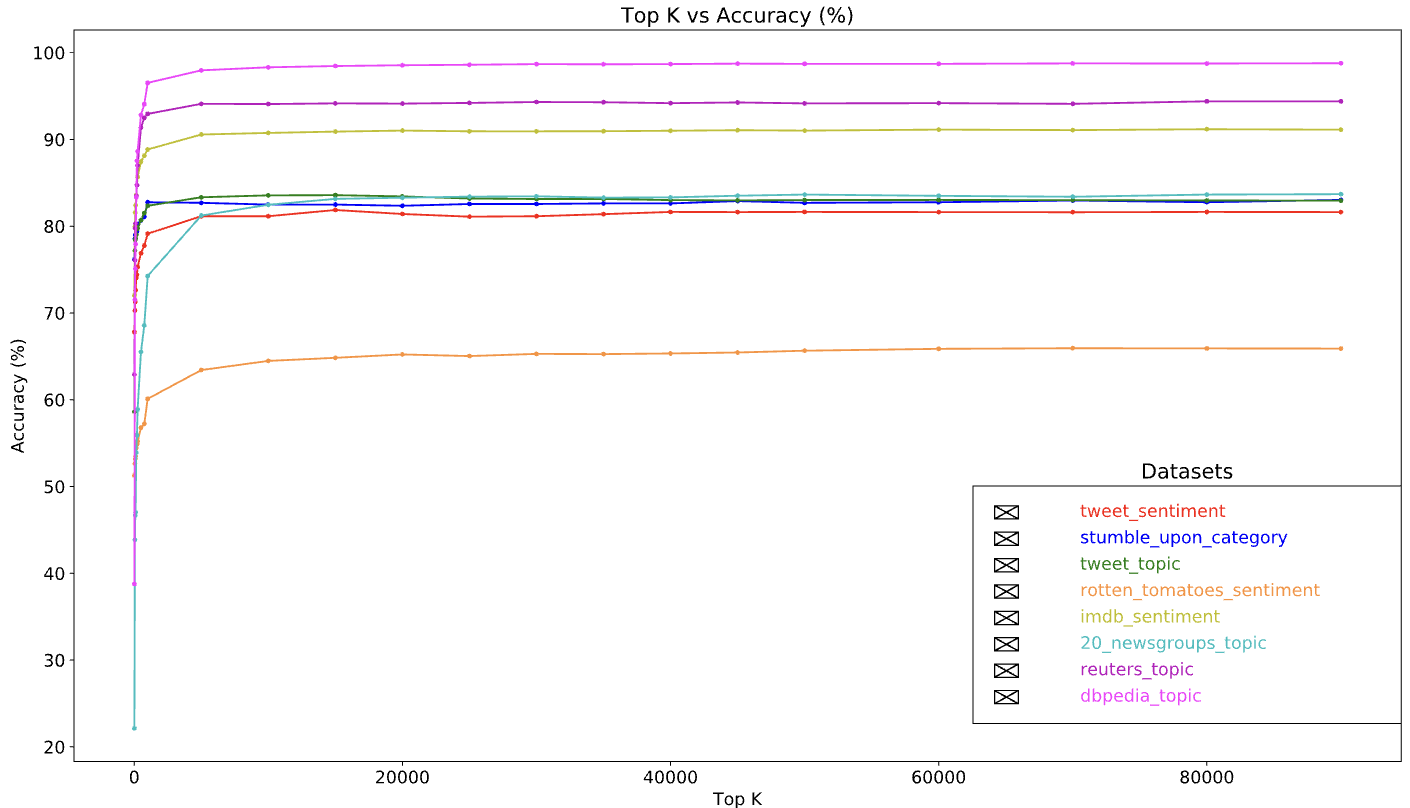 Top K vs Accuracy (%)
100
90
80
70
60
50
40
30
20
Accuracy (%)
0 20000 40000 60000 80000
Top K
Datasets
tweet_sentiment
stumble_upon_category
tweet_topic
rotten_tomatoes_sentiment
imdb_sentiment
20_newsgroups_topic
reuters_topic
dbpedia_topic